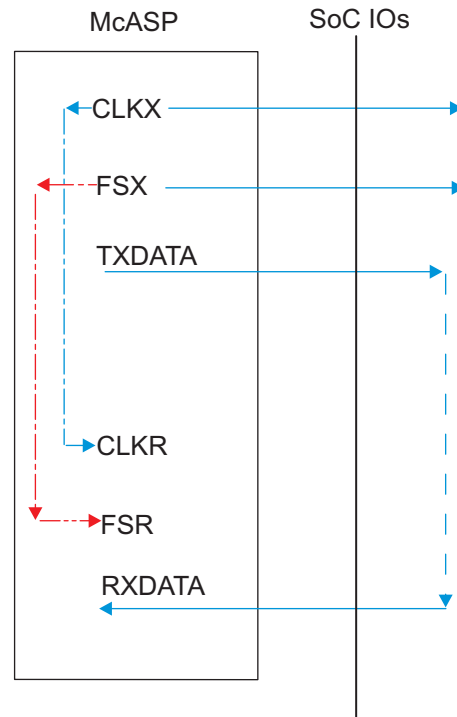 McASP
SoC IOs
CLKX
FSX
TXDATA
CLKR
FSR
RXDATA